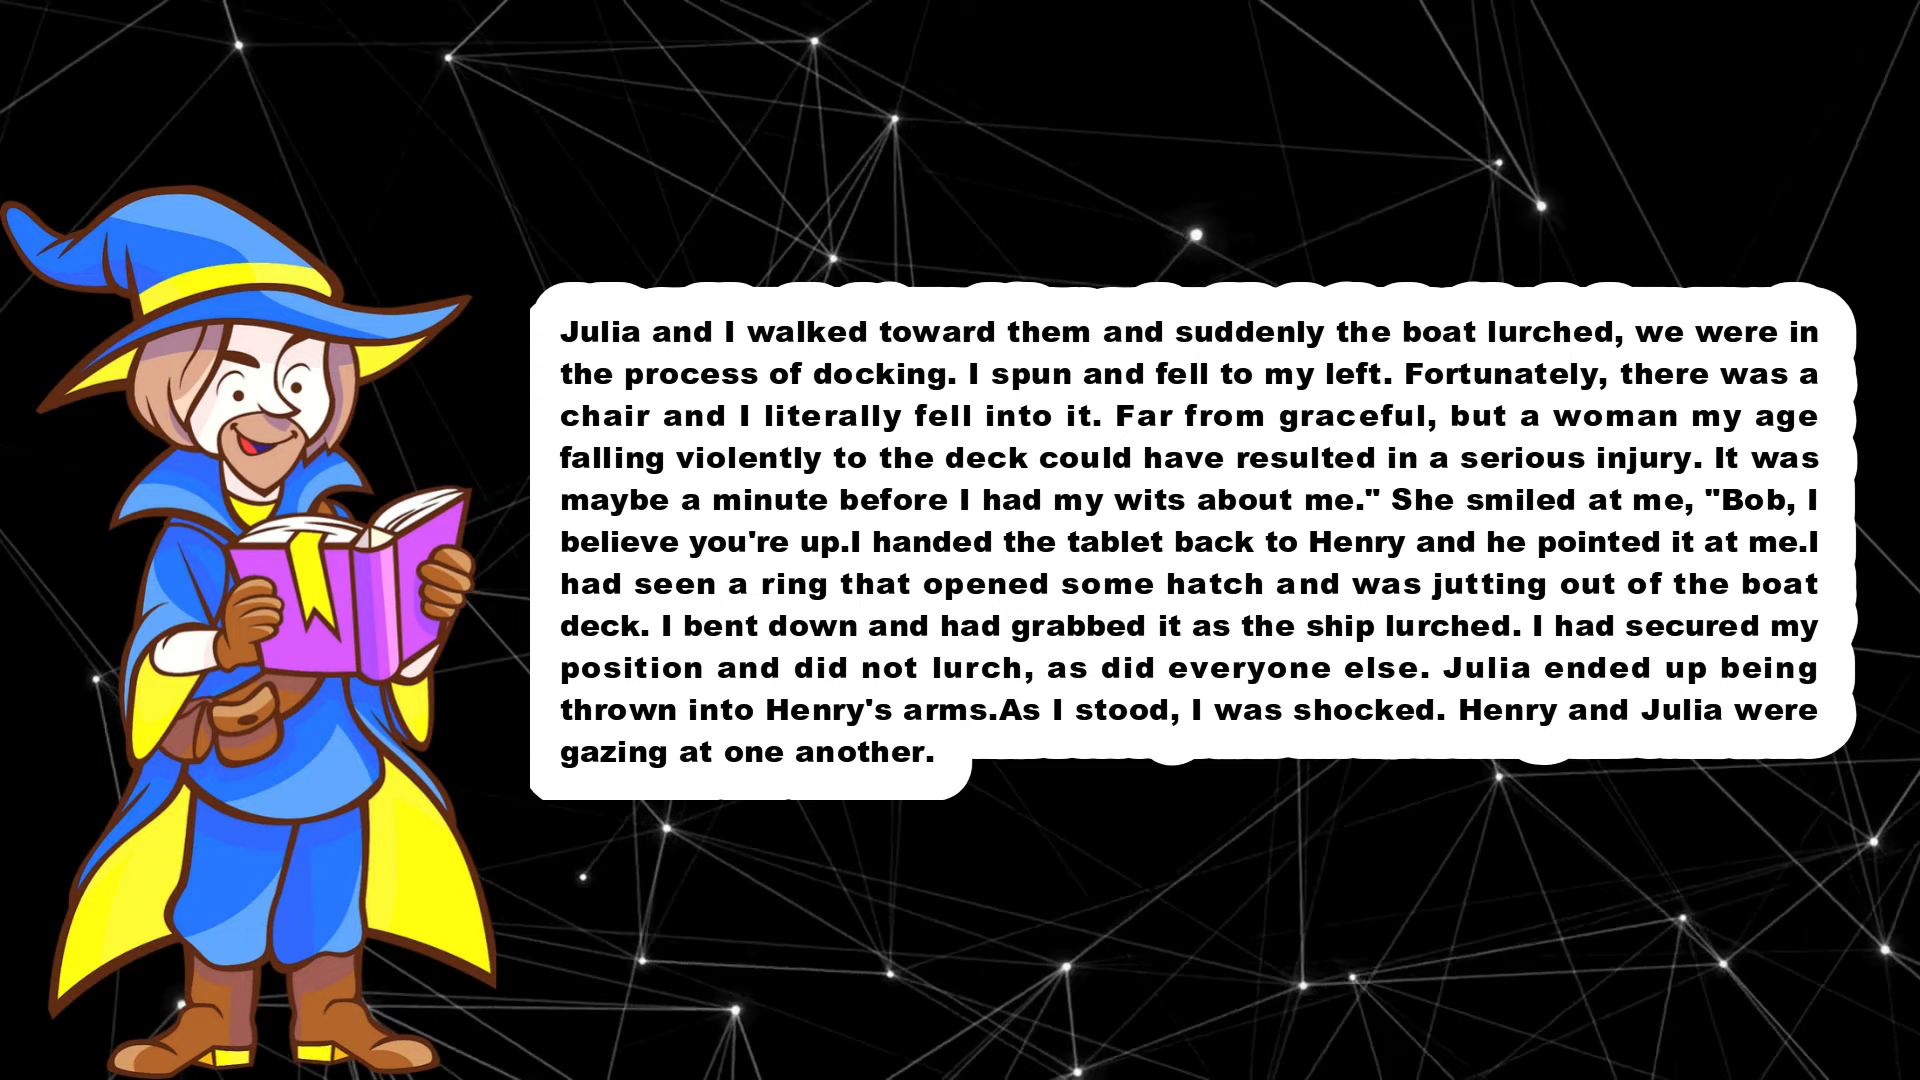 Julia and I walked toward them and suddenly the boat lurched, we were in
the process of docking. I spun and fell to my left. Fortunately, there was a
chair and I literally fell into it. Far from graceful, but a woman my age
falling violently to the deck could have resulted in a serious injury. It was
maybe a minute before I had my wits about me." She smiled at me, "Bob, I
believe you're up.I handed the tablet back to Henry and he pointed it at me.I
had seen a ring that opened some hatch and was jutting out of the boat
deck. I bent down and had grabbed it as the ship lurched. I had secured my
position and did not lurch, as did everyone else. Julia ended up being
thrown into Henry's arms.As I stood, I was shocked. Henry and Julia were
gazing at one another.